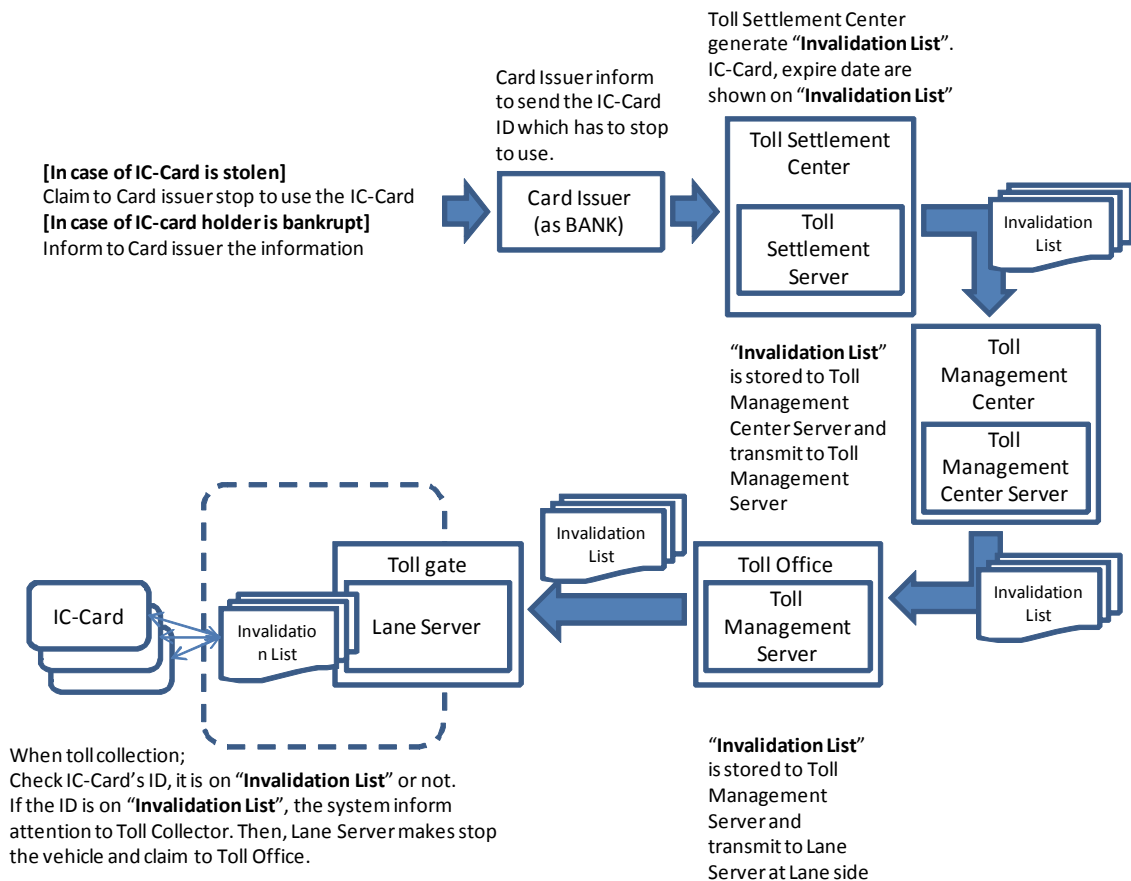 Toll Settlement Center
generate “Invalidation List”.
IC-Card, expire date are
shown on “Invalidation List”
Card Issuer inform
to send the IC-Card
ID which has to stop
to use.
[In case of IC-Card is stolen]
Claim to Card issuer stop to use the IC-Card
[In case of IC-card holder is bankrupt]
Inform to Card issuer the information
Card Issuer
(as BANK)
Toll Settlement
Center
Toll
Settlement
Server
Invalidation
List
“Invalidation List”
is stored to Toll
Management
Center Server and
transmit to Toll
Management
Server
Toll
Management
Center
Toll
Management
Center Server
Invalidation
List
Toll Office
Toll
Management
Server
Invalidation
List
Toll gate
Lane Server
Invalidatio
n List
IC-Card
When toll collection;
Check IC-Card’s ID, it is on “Invalidation List” or not.
If the ID is on “Invalidation List”, the system inform
attention to Toll Collector. Then, Lane Server makes stop
the vehicle and claim to Toll Office.
“Invalidation List”
is stored to Toll
Management
Server and
transmit to Lane
Server at Lane side